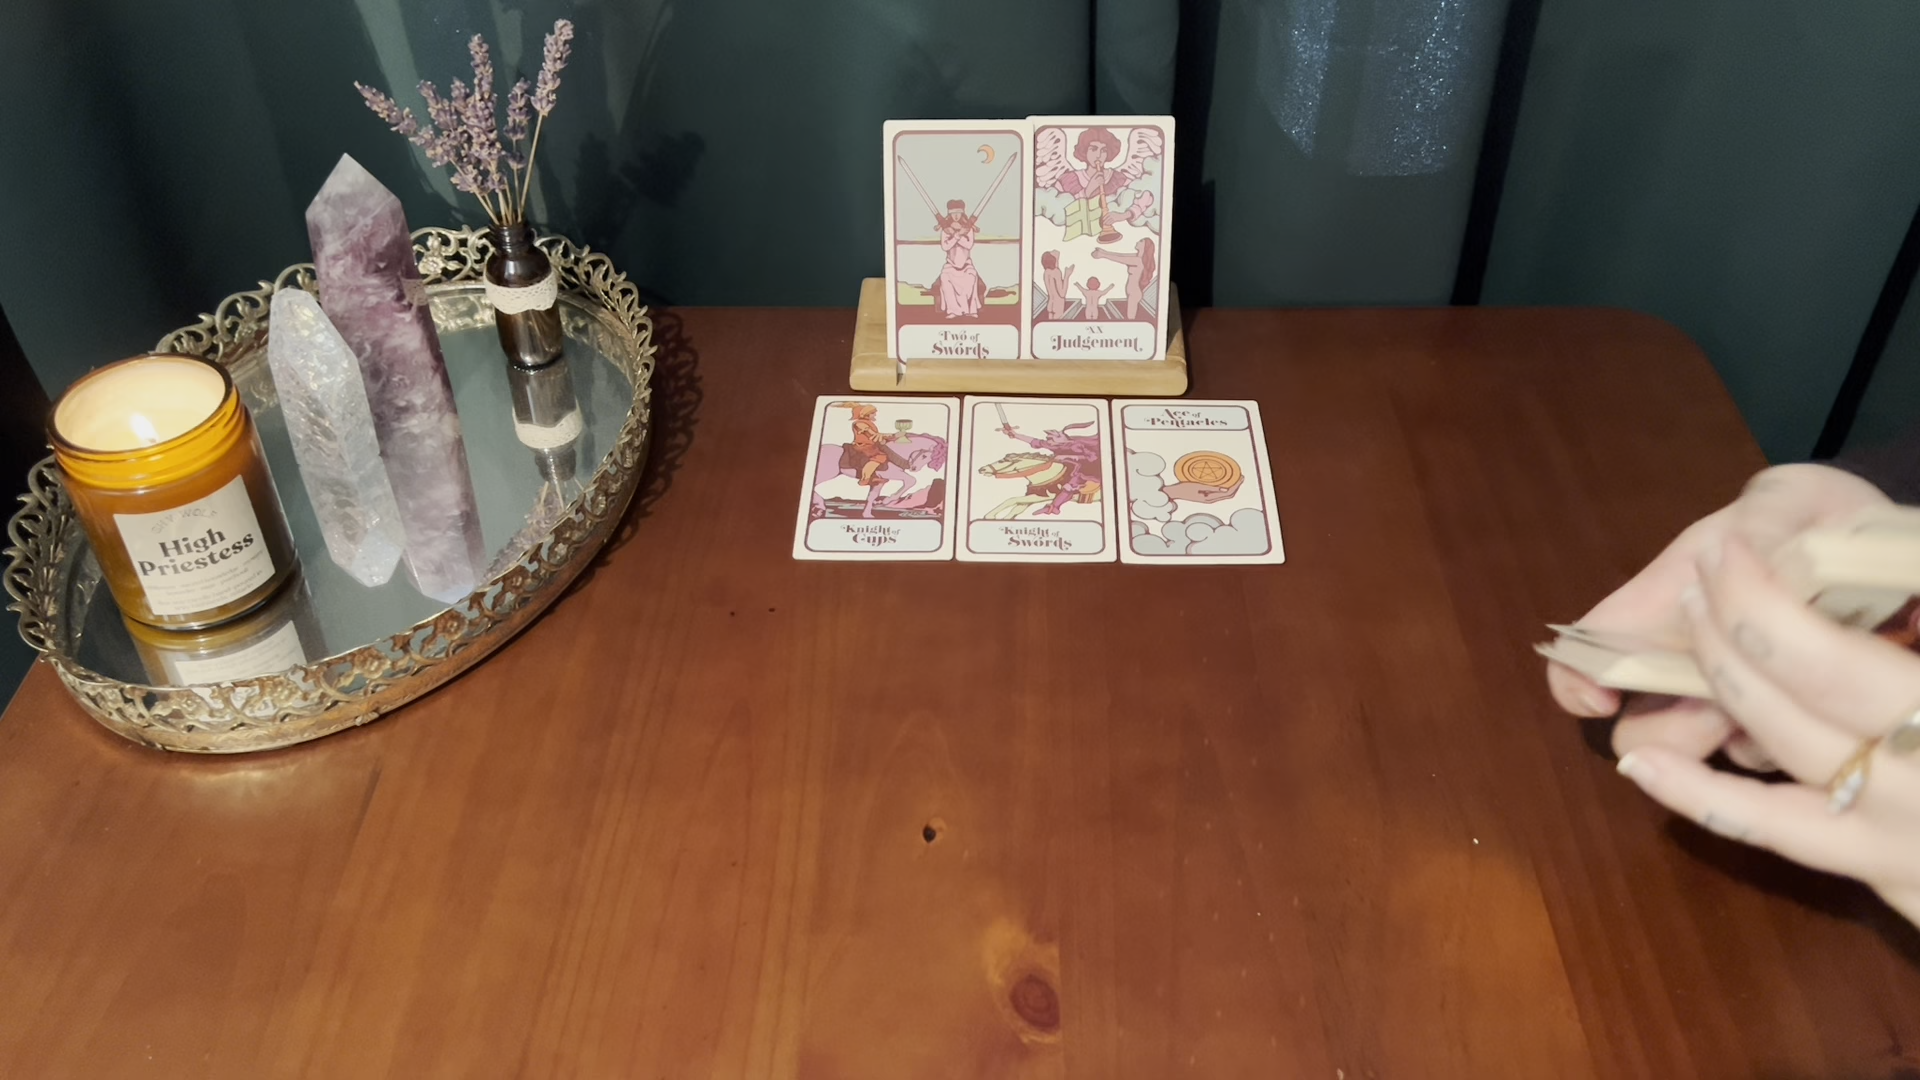 Two of
Swords
XX
Judgement
Knight of
Cups
Knight of
Swords
Ace of
Pentacles
High
Priestess